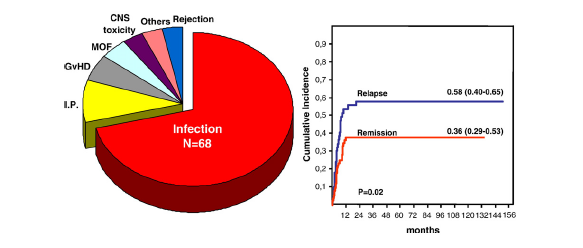 CNS
toxicity
Others
Rejection
MOF
GvHD
I.P.
Infection
N=68
Cumulative Incidence
0,9
0,8
0,7
0,6
0,5
0,4
0,3
0,2
0,1
Relapse
0.58 (0.40-0.65)
Remission
0.36 (0.29-0.53)
P=0.02
12 24 36 48 60 72 84 96 108 120 132 144 156
months